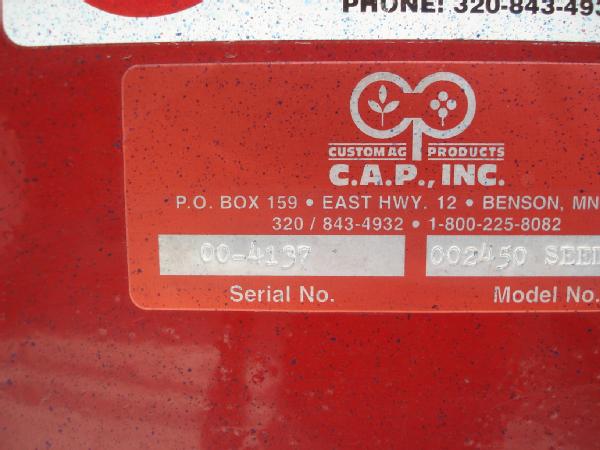 PHONE: 320-843-495
CUSTOM AG PRODUCTS
C.A.P., INC.
P.O. BOX 159 • EAST HWY. 12 • BENSON, MN
320 / 843-4932 • 1-800-225-8082
00-4137 002450 SEED
Serial No. Model No.